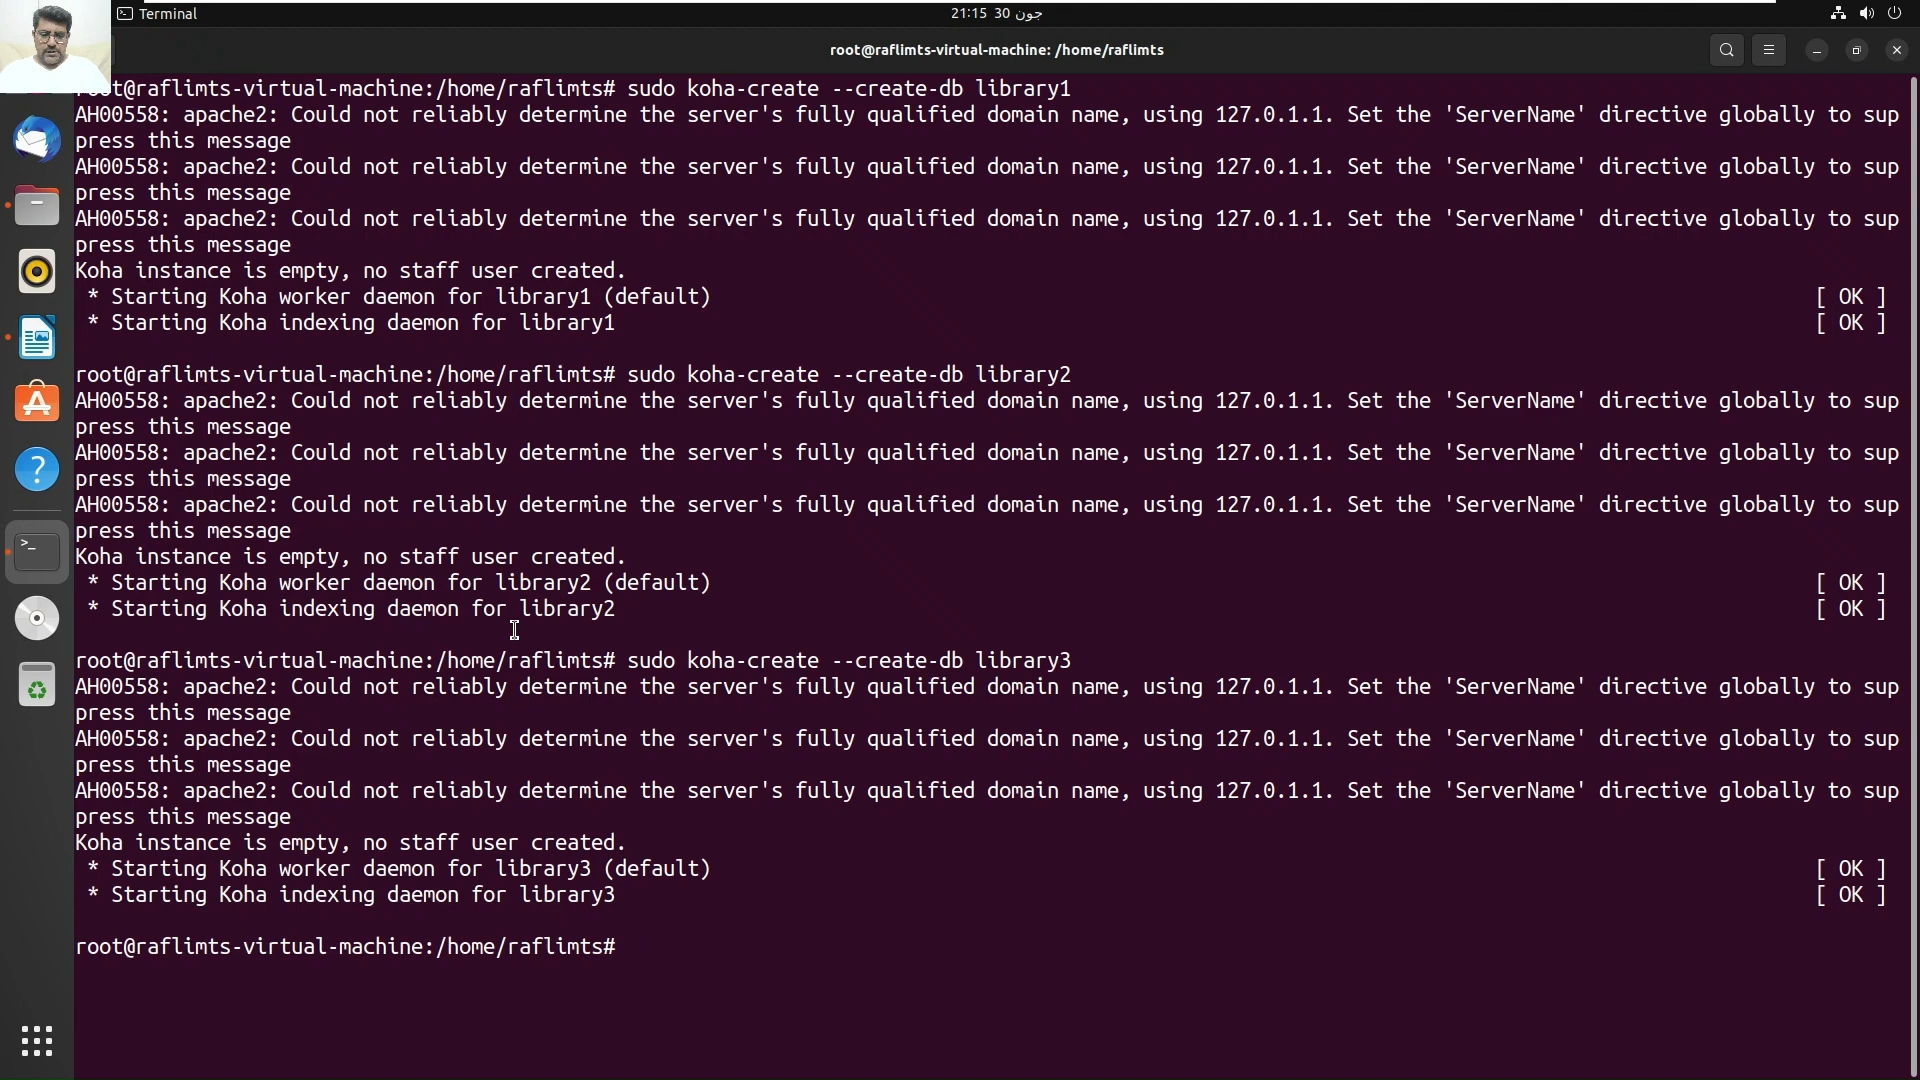 Terminal
21:15 30 جون
root@raflimts-virtual-machine: /home/raflimts
root@raflimts-virtual-machine:/home/raflimts# sudo koha-create --create-db library1
AH00558: apache2: Could not reliably determine the server's fully qualified domain name, using 127.0.1.1. Set the 'ServerName' directive globally to sup
press this message
AH00558: apache2: Could not reliably determine the server's fully qualified domain name, using 127.0.1.1. Set the 'ServerName' directive globally to sup
press this message
AH00558: apache2: Could not reliably determine the server's fully qualified domain name, using 127.0.1.1. Set the 'ServerName' directive globally to sup
press this message
Koha instance is empty, no staff user created.
* Starting Koha worker daemon for library1 (default) [ OK ]
* Starting Koha indexing daemon for library1 [ OK ]
root@raflimts-virtual-machine:/home/raflimts# sudo koha-create --create-db library2
AH00558: apache2: Could not reliably determine the server's fully qualified domain name, using 127.0.1.1. Set the 'ServerName' directive globally to sup
press this message
AH00558: apache2: Could not reliably determine the server's fully qualified domain name, using 127.0.1.1. Set the 'ServerName' directive globally to sup
press this message
AH00558: apache2: Could not reliably determine the server's fully qualified domain name, using 127.0.1.1. Set the 'ServerName' directive globally to sup
press this message
Koha instance is empty, no staff user created.
* Starting Koha worker daemon for library2 (default) [ OK ]
* Starting Koha indexing daemon for library2 [ OK ]
root@raflimts-virtual-machine:/home/raflimts# sudo koha-create --create-db library3
AH00558: apache2: Could not reliably determine the server's fully qualified domain name, using 127.0.1.1. Set the 'ServerName' directive globally to sup
press this message
AH00558: apache2: Could not reliably determine the server's fully qualified domain name, using 127.0.1.1. Set the 'ServerName' directive globally to sup
press this message
AH00558: apache2: Could not reliably determine the server's fully qualified domain name, using 127.0.1.1. Set the 'ServerName' directive globally to sup
press this message
Koha instance is empty, no staff user created.
* Starting Koha worker daemon for library3 (default) [ OK ]
* Starting Koha indexing daemon for library3 [ OK ]
root@raflimts-virtual-machine:/home/raflimts#